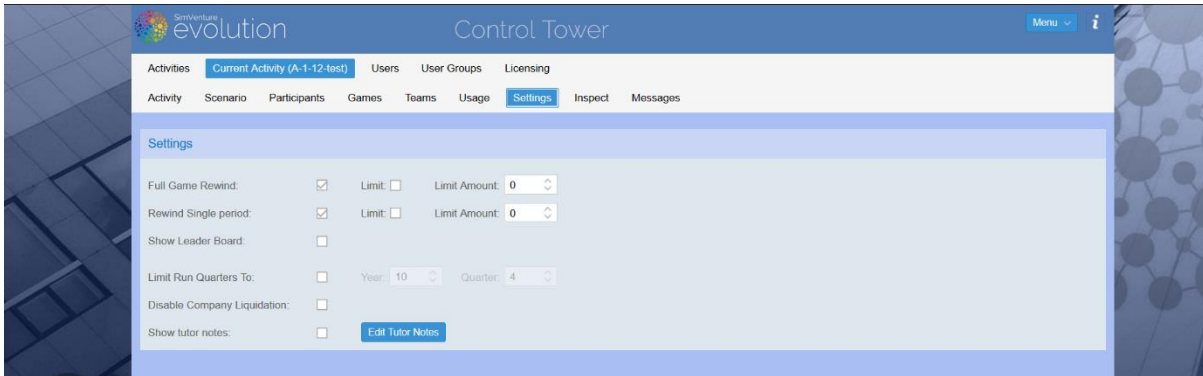 SimVenture
evolution
Control Tower
Menu
i
Activities Current Activity (A-1-12-test) Users User Groups Licensing
Activity Scenario Participants Games Teams Usage Settings Inspect Messages
Settings
Full Game Rewind: Limit: Limit Amount: 0
Rewind Single period: Limit: Limit Amount: 0
Show Leader Board:
Limit Run Quarters To: Year: 10 Quarter: 4
Disable Company Liquidation:
Show tutor notes: Edit Tutor Notes